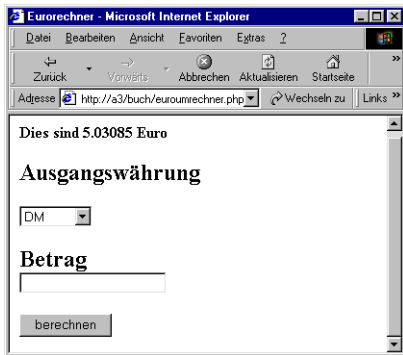 Eurorechner - Microsoft Internet Explorer
Datei Bearbeiten Ansicht Favoriten Extras ?
Zurück Vorwärts Abbrechen Aktualisieren Startseite »
Adresse http://a3/buch/euroumrechner.php Wechseln zu Links »
Dies sind 5.03085 Euro
Ausgangswährung
DM
Betrag
berechnen